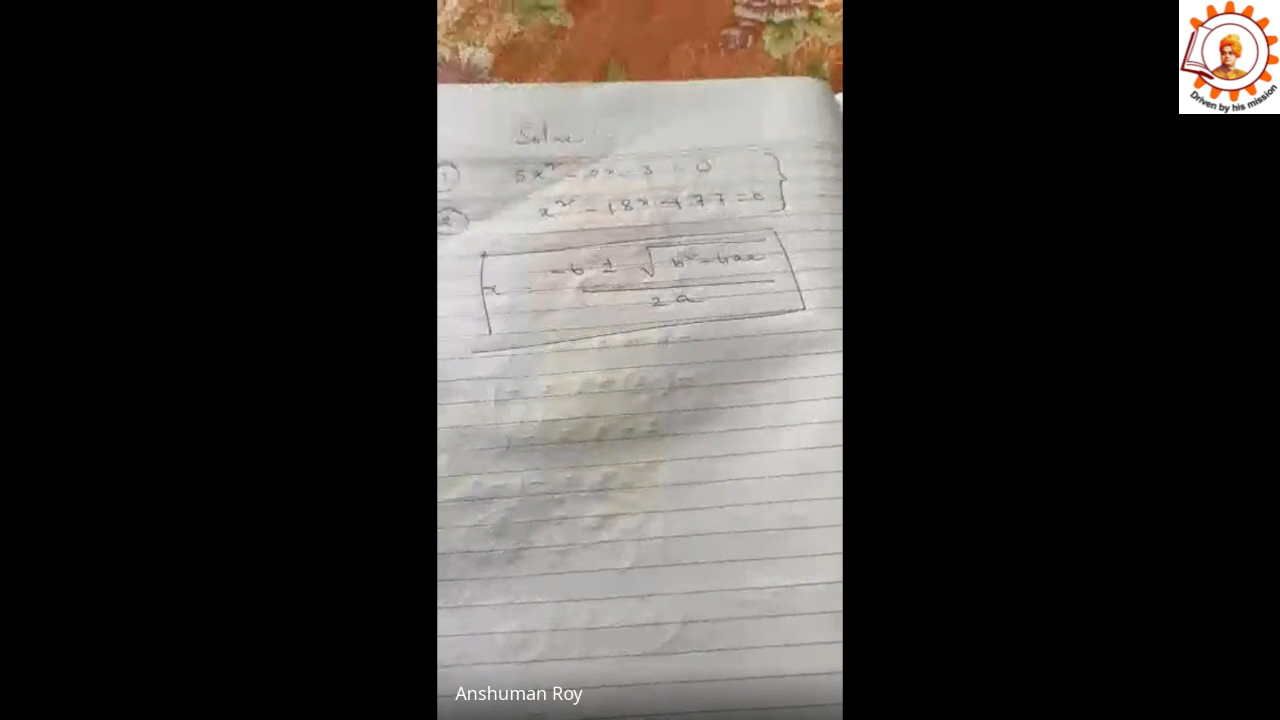 Solve
① 5x² - 2x - 3 = 0
② x² - 18x + 77 = 0
x = -b ± √b² - 4ac
2a
Driven by his mission
Anshuman Roy